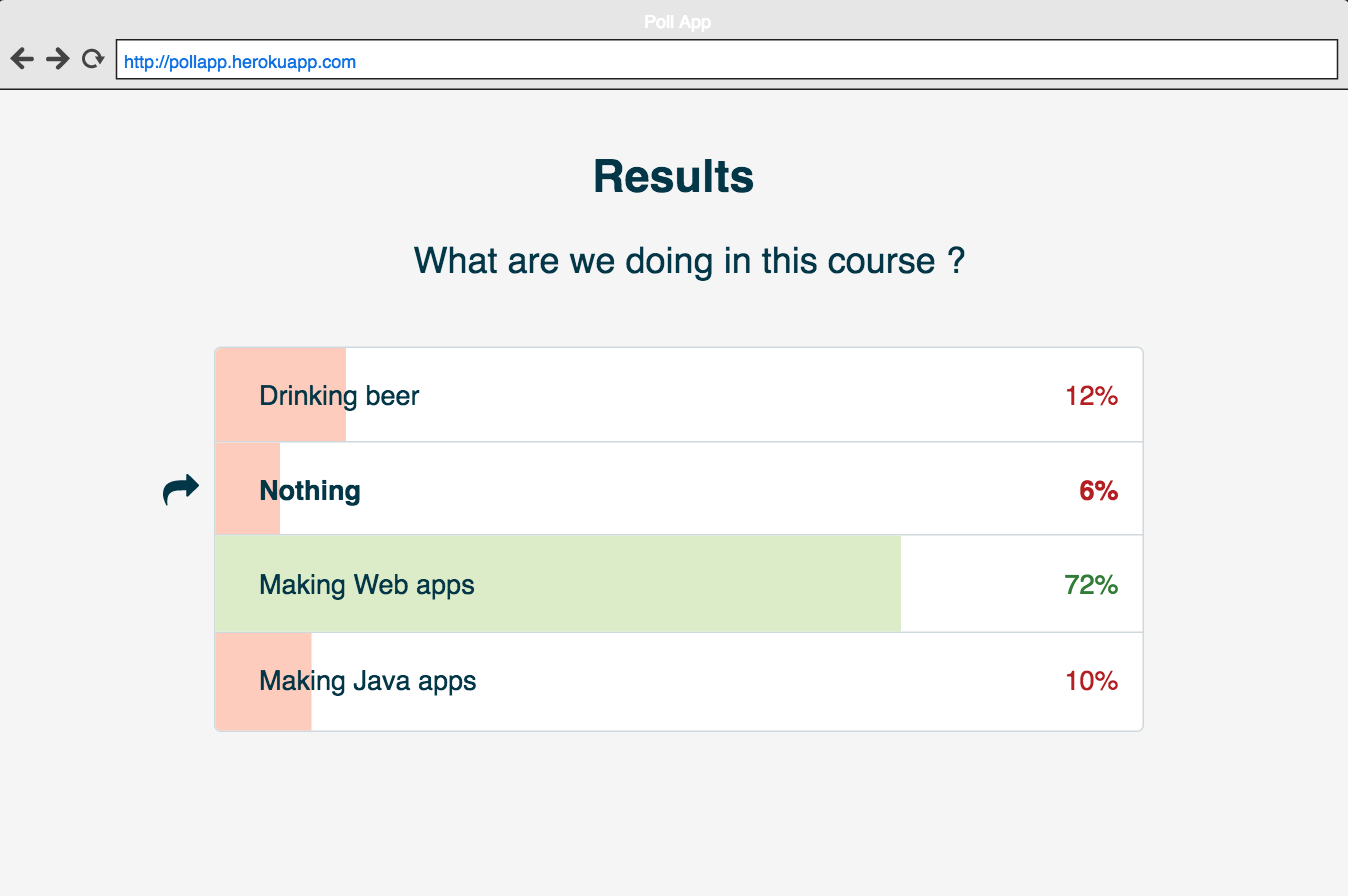 Poll App
http://pollapp.herokuapp.com
Results
What are we doing in this course ?
Drinking beer 12%
Nothing 6%
Making Web apps 72%
Making Java apps 10%